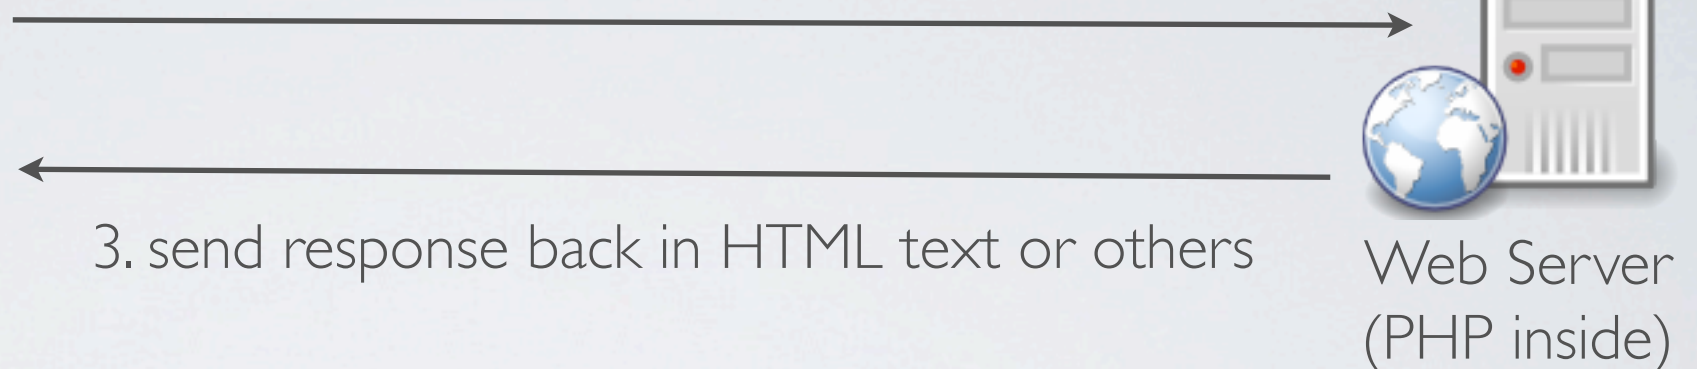 3. send response back in HTML text or others
Web Server
(PHP inside)